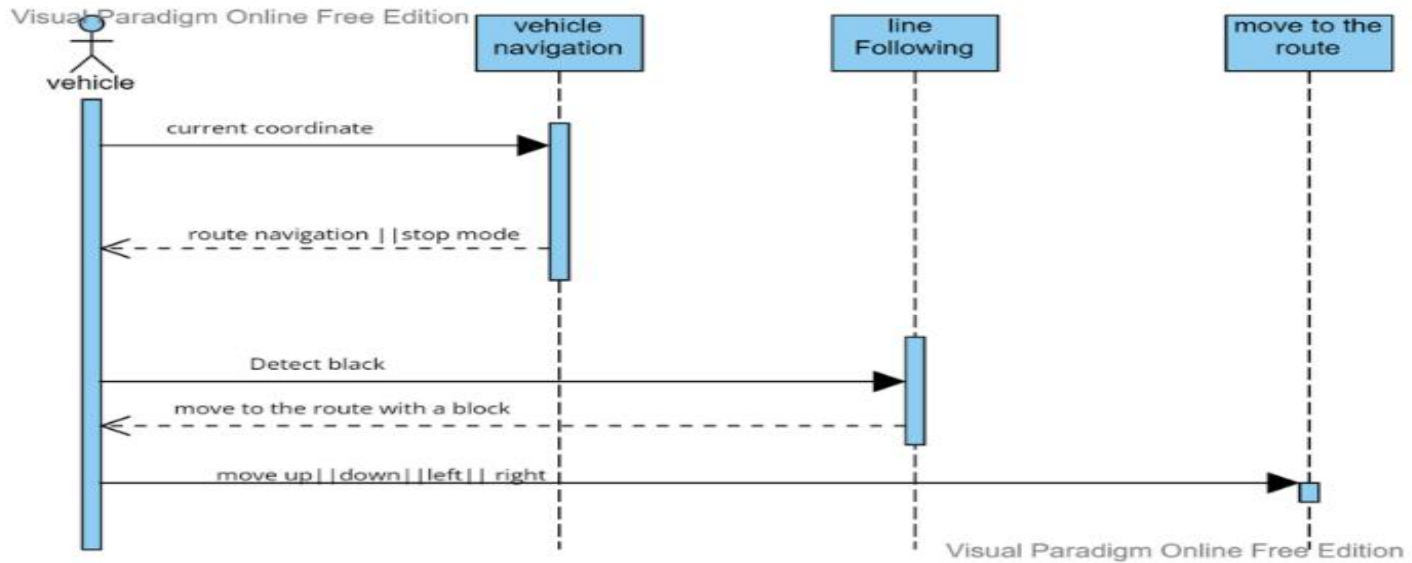 Visual Paradigm Online Free Edition
vehicle
vehicle
navigation
line
Following
move to the
route
current coordinate
route navigation ||stop mode
Detect black
move to the route with a block
move up||down||left|| right
Visual Paradigm Online Free Edition